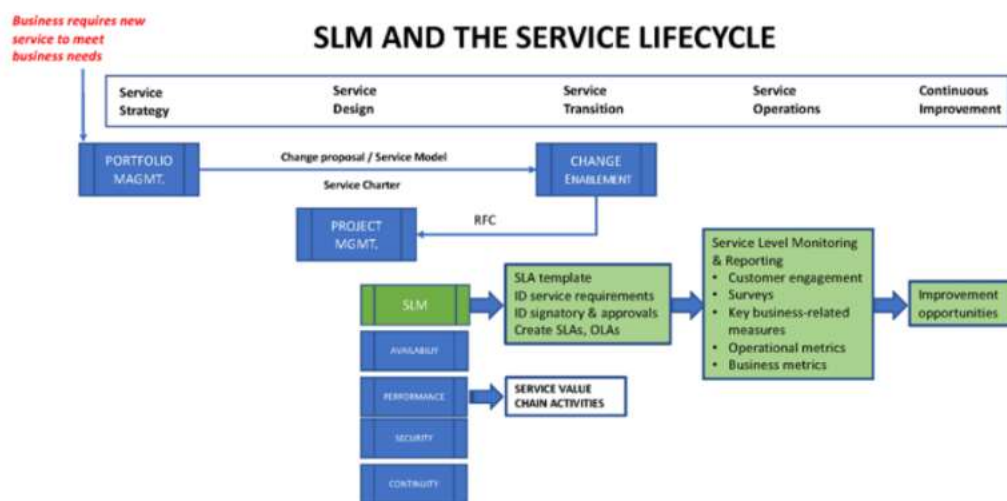 Business requires new
service to meet
business needs
SLM AND THE SERVICE LIFECYCLE
Service
Strategy
Service
Design
Service
Transition
Service
Operations
Continuous
Improvement
PORTFOLIO
MAGMT.
Change proposal / Service Model
CHANGE
ENABLEMENT
Service Charter
PROJECT
MGMT.
RFC
SLM
SLA template
ID service requirements
ID signatory & approvals
Create SLAs, OLAs
Service Level Monitoring
& Reporting
• Customer engagement
• Surveys
• Key business-related
measures
• Operational metrics
• Business metrics
Improvement
opportunities
AVAILABIUT
PERFORMANCE
SERVICE VALUE
CHAIN ACTIVITIES
SECURITY
CONTINUITY